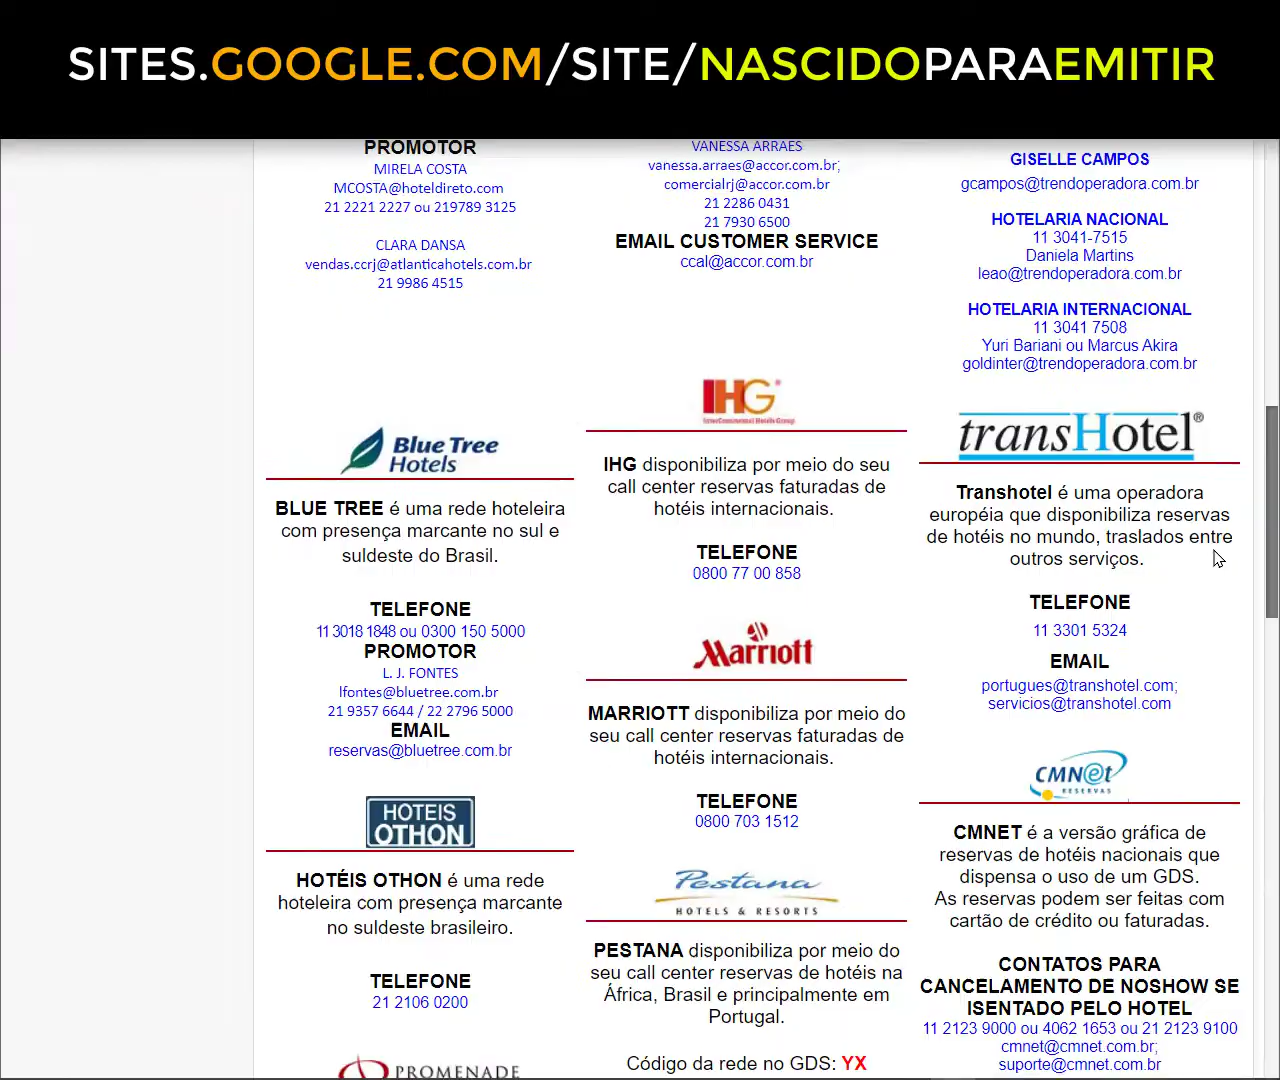 SITES.GOOGLE.COM/SITE/NASCIDOPARAEMITIR
PROMOTOR
MIRELA COSTA
MCOSTA@hoteldireto.com
21 2221 2227 ou 219789 3125
CLARA DANSA
vendas.ccrj@atlanticahotels.com.br
21 9986 4515
Blue Tree
Hotels
BLUE TREE é uma rede hoteleira
com presença marcante no sul e
suldeste do Brasil.
TELEFONE
11 3018 1848 ou 0300 150 5000
PROMOTOR
L. J. FONTES
lfontes@bluetree.com.br
21 9357 6644 / 22 2796 5000
EMAIL
reservas@bluetree.com.br
HOTEIS
OTHON
HOTÉIS OTHON é uma rede
hoteleira com presença marcante
no suldeste brasileiro.
TELEFONE
21 2106 0200
PROMENADE
VANESSA ARRAES
vanessa.arraes@accor.com.br;
comercialrj@accor.com.br
21 2286 0431
21 7930 6500
EMAIL CUSTOMER SERVICE
ccal@accor.com.br
IHG
InterContinental Hotels Group
IHG disponibiliza por meio do seu
call center reservas faturadas de
hotéis internacionais.
TELEFONE
0800 77 00 858
Marriott
MARRIOTT disponibiliza por meio do
seu call center reservas faturadas de
hotéis internacionais.
TELEFONE
0800 703 1512
Pestana
HOTELS & RESORTS
PESTANA disponibiliza por meio do
seu call center reservas de hotéis na
África, Brasil e principalmente em
Portugal.
Código da rede no GDS: YX
GISELLE CAMPOS
gcampos@trendoperadora.com.br
HOTELARIA NACIONAL
11 3041-7515
Daniela Martins
leao@trendoperadora.com.br
HOTELARIA INTERNACIONAL
11 3041 7508
Yuri Bariani ou Marcus Akira
goldinter@trendoperadora.com.br
transHotel®
Transhotel é uma operadora
européia que disponibiliza reservas
de hotéis no mundo, traslados entre
outros serviços.
TELEFONE
11 3301 5324
EMAIL
portugues@transhotel.com;
servicios@transhotel.com
CMN@t
RESERVAS
CMNET é a versão gráfica de
reservas de hotéis nacionais que
dispensa o uso de um GDS.
As reservas podem ser feitas com
cartão de crédito ou faturadas.
CONTATOS PARA
CANCELAMENTO DE NOSHOW SE
ISENTADO PELO HOTEL
11 2123 9000 ou 4062 1653 ou 21 2123 9100
cmnet@cmnet.com.br;
suporte@cmnet.com.br